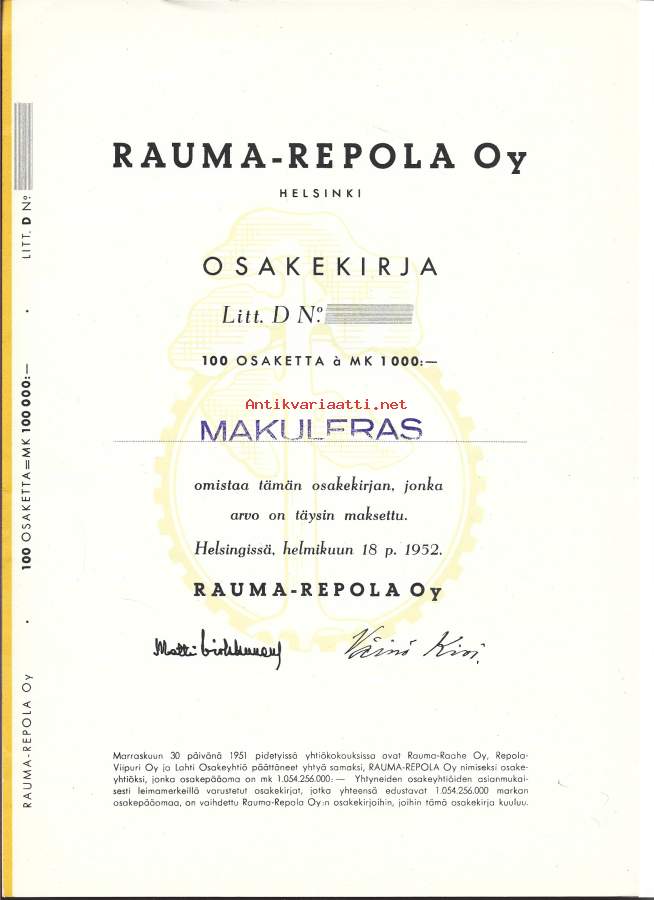 RAUMA-REPOLA Oy
HELSINKI
OSAKEKIRJA
Litt. D Nº
100 OSAKETTA à MK 1000:—
Antikvariaatti.net
MAKULERAS
omistaa tämän osakekirjan, jonka
arvo on täysin maksettu.
Helsingissä, helmikuun 18 p. 1952.
RAUMA-REPOLA Oy
Väinö Kivi.
Marraskuun 30 päivänä 1951 pidetyissä yhtiökokouksissa ovat Rauma-Raahe Oy, Repola-
Viipuri Oy ja Lahti Osakeyhtiö päättäneet yhtyä samaksi, RAUMA-REPOLA Oy nimiseksi osake-
yhtiöksi, jonka osakepääoma on mk 1.054.256.000:— Yhtyneiden osakeyhtiöiden asianmukai-
sesti leimamerkeillä varustetut osakekirjat, jotka yhteensä edustavat 1.054.256.000 markan
osakepääomaa, on vaihdettu Rauma-Repola Oy:n osakekirjoihin, joihin tämä osakekirja kuuluu.
RAUMA-REPOLA Oy • 100 OSAKETTA=MK 100 000:— • LITT. D Nº